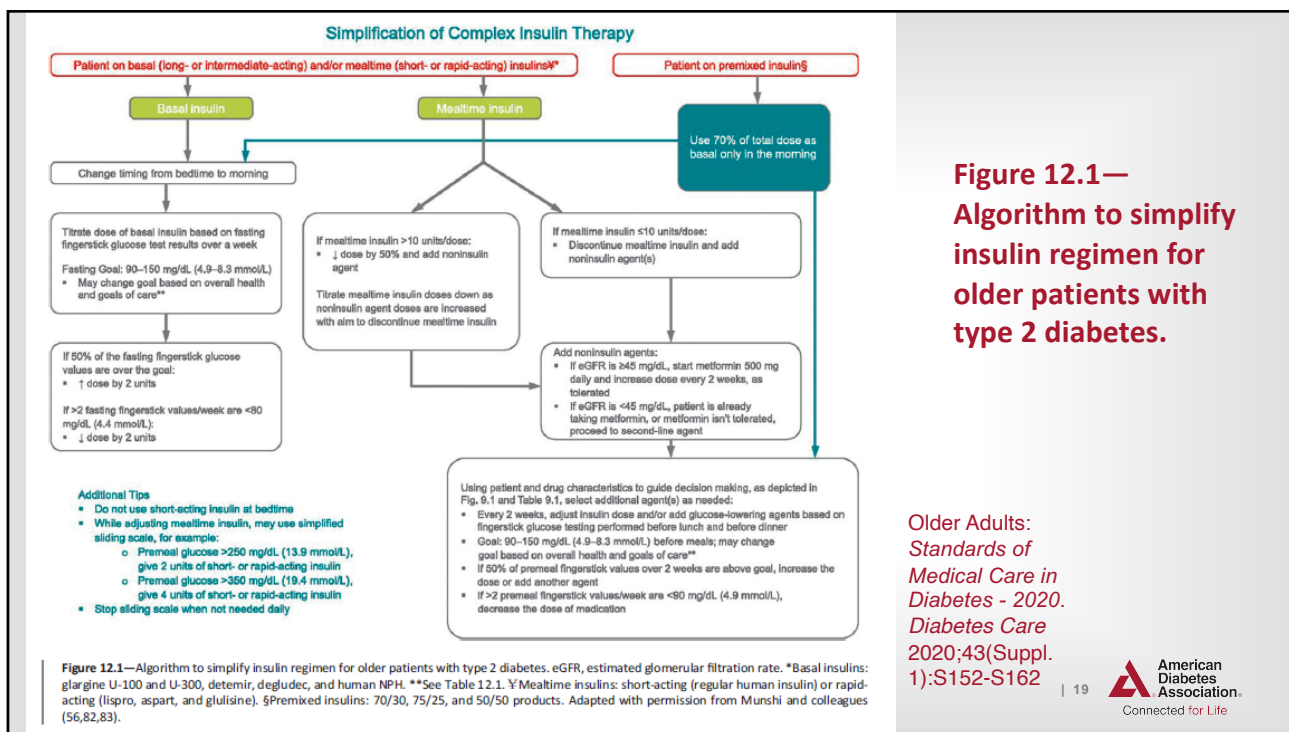 Simplification of Complex Insulin Therapy
Patient on basal (long- or intermediate-acting) and/or mealtime (short- or rapid-acting) insulins¥*
Patient on premixed insulin§
Basal insulin
Mealtime insulin
Use 70% of total dose as
basal only in the morning
Change timing from bedtime to morning
Titrate dose of basal insulin based on fasting
fingerstick glucose test results over a week
Fasting Goal: 90–150 mg/dL (4.9–8.3 mmol/L)
▪ May change goal based on overall health
and goals of care**
If mealtime insulin >10 units/dose:
▪ ↓ dose by 50% and add noninsulin
agent
Titrate mealtime insulin doses down as
noninsulin agent doses are increased
with aim to discontinue mealtime insulin
If mealtime insulin ≤10 units/dose:
▪ Discontinue mealtime insulin and add
noninsulin agent(s)
If 50% of the fasting fingerstick glucose
values are over the goal:
▪ ↑ dose by 2 units
If >2 fasting fingerstick values/week are <80
mg/dL (4.4 mmol/L):
▪ ↓ dose by 2 units
Add noninsulin agents:
▪ If eGFR is ≥45 mg/dL, start metformin 500 mg
daily and increase dose every 2 weeks, as
tolerated
▪ If eGFR is <45 mg/dL, patient is already
taking metformin, or metformin isn't tolerated,
proceed to second-line agent
Using patient and drug characteristics to guide decision making, as depicted in
Fig. 9.1 and Table 9.1, select additional agent(s) as needed:
▪ Every 2 weeks, adjust insulin dose and/or add glucose-lowering agents based on
fingerstick glucose testing performed before lunch and before dinner
▪ Goal: 90–150 mg/dL (4.9–8.3 mmol/L) before meals; may change
goal based on overall health and goals of care**
▪ If 50% of premeal fingerstick values over 2 weeks are above goal, increase the
dose or add another agent
▪ If >2 premeal fingerstick values/week are <90 mg/dL (4.9 mmol/L),
decrease the dose of medication
Additional Tips
▪ Do not use short-acting insulin at bedtime
▪ While adjusting mealtime insulin, may use simplified
sliding scale, for example:
o Premeal glucose >250 mg/dL (13.9 mmol/L),
give 2 units of short- or rapid-acting insulin
o Premeal glucose >350 mg/dL (19.4 mmol/L),
give 4 units of short- or rapid-acting insulin
▪ Stop sliding scale when not needed daily
Figure 12.1—Algorithm to simplify insulin regimen for older patients with type 2 diabetes. eGFR, estimated glomerular filtration rate. *Basal insulins:
glargine U-100 and U-300, detemir, degludec, and human NPH. **See Table 12.1. ¥Mealtime insulins: short-acting (regular human insulin) or rapid-
acting (lispro, aspart, and glulisine). §Premixed insulins: 70/30, 75/25, and 50/50 products. Adapted with permission from Munshi and colleagues
(56,82,83).
Figure 12.1—
Algorithm to simplify
insulin regimen for
older patients with
type 2 diabetes.
Older Adults:
Standards of
Medical Care in
Diabetes - 2020.
Diabetes Care
2020;43(Suppl.
1):S152-S162
| 19
American
Diabetes
Association®
Connected for Life